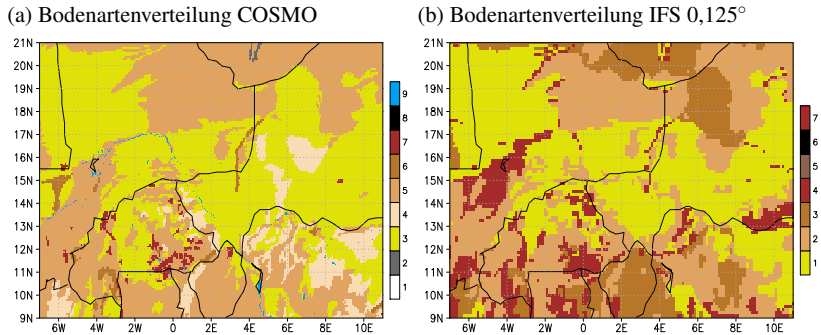 (a) Bodenartenverteilung COSMO
(b) Bodenartenverteilung IFS 0,125°
21N
20N
19N
18N
17N
16N
15N
14N
13N
12N
11N
10N
9N
6W 4W 2W 0 2E 4E 6E 8E 10E
9
8
7
6
5
4
3
2
1
21N
20N
19N
18N
17N
16N
15N
14N
13N
12N
11N
10N
9N
6W 4W 2W 0 2E 4E 6E 8E 10E
7
6
5
4
3
2
1